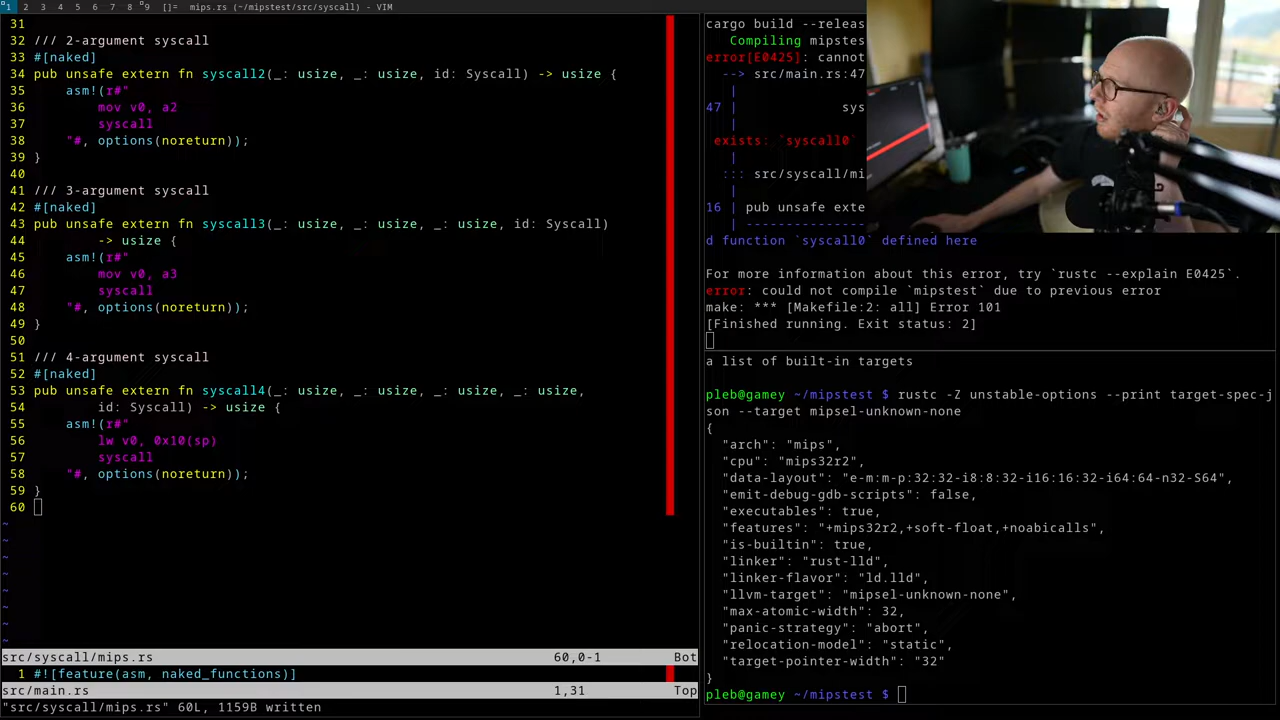 1 2 3 4 5 6 7 8 9 []= mips.rs (~/mipstest/src/syscall) - VIM
31
32 /// 2-argument syscall
33 #[naked]
34 pub unsafe extern fn syscall2(_: usize, _: usize, id: Syscall) -> usize {
35     asm!(r#"
36         mov v0, a2
37         syscall
38     "#, options(noreturn));
39 }
40
41 /// 3-argument syscall
42 #[naked]
43 pub unsafe extern fn syscall3(_: usize, _: usize, _: usize, id: Syscall)
44         -> usize {
45     asm!(r#"
46         mov v0, a3
47         syscall
48     "#, options(noreturn));
49 }
50
51 /// 4-argument syscall
52 #[naked]
53 pub unsafe extern fn syscall4(_: usize, _: usize, _: usize, _: usize,
54         id: Syscall) -> usize {
55     asm!(r#"
56         lw v0, 0x10(sp)
57         syscall
58     "#, options(noreturn));
59 }
60
~
~
~
~
~
~
~
~
src/syscall/mips.rs 60,0-1 Bot
1 #![feature(asm, naked_functions)]
src/main.rs 1,31 Top
"src/syscall/mips.rs" 60L, 1159B written
cargo build --releas
Compiling mipstes
error[E0425]: cannot
--> src/main.rs:47
|
47 | sys
|
exists: `syscall0`
|
::: src/syscall/mi
|
16 | pub unsafe exte
| ---------------
d function `syscall0` defined here
For more information about this error, try `rustc --explain E0425`.
error: could not compile `mipstest` due to previous error
make: *** [Makefile:2: all] Error 101
[Finished running. Exit status: 2]
a list of built-in targets
pleb@gamey ~/mipstest $ rustc -Z unstable-options --print target-spec-j
son --target mipsel-unknown-none
{
  "arch": "mips",
  "cpu": "mips32r2",
  "data-layout": "e-m:m-p:32:32-i8:8:32-i16:16:32-i64:64-n32-S64",
  "emit-debug-gdb-scripts": false,
  "executables": true,
  "features": "+mips32r2,+soft-float,+noabicalls",
  "is-builtin": true,
  "linker": "rust-lld",
  "linker-flavor": "ld.lld",
  "llvm-target": "mipsel-unknown-none",
  "max-atomic-width": 32,
  "panic-strategy": "abort",
  "relocation-model": "static",
  "target-pointer-width": "32"
}
pleb@gamey ~/mipstest $